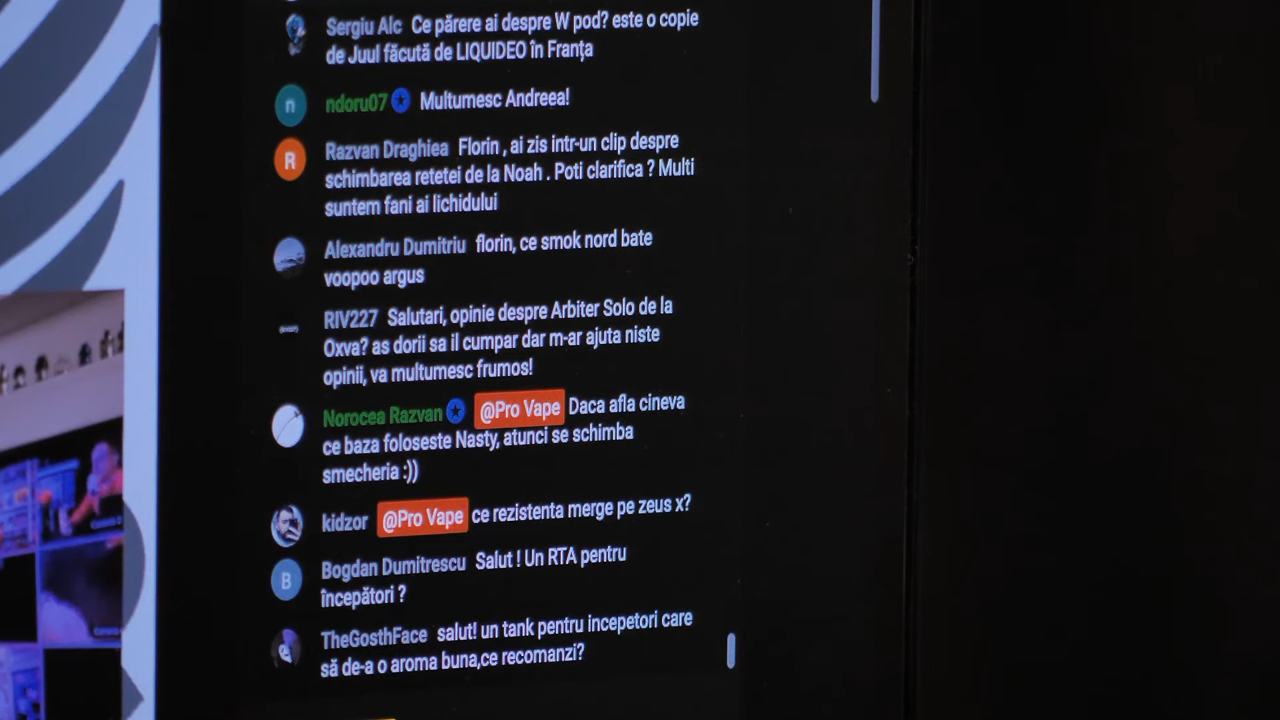 Sergiu Alc Ce părere ai despre W pod? este o copie
de Juul făcută de LIQUIDEO în Franța
n
ndoru07 Multumesc Andreea!
R
Razvan Draghiea Florin , ai zis intr-un clip despre
schimbarea retetei de la Noah . Poti clarifica ? Multi
suntem fani ai lichidului
Alexandru Dumitriu florin, ce smok nord bate
voopoo argus
RIV227 Salutari, opinie despre Arbiter Solo de la
Oxva? as dorii sa il cumpar dar m-ar ajuta niste
opinii, va multumesc frumos!
Norocea Razvan @Pro Vape Daca afla cineva
ce baza foloseste Nasty, atunci se schimba
smecheria :))
kidzor @Pro Vape ce rezistenta merge pe zeus x?
B
Bogdan Dumitrescu Salut ! Un RTA pentru
începători ?
TheGosthFace salut! un tank pentru incepetori care
să de-a o aroma buna,ce recomanzi?